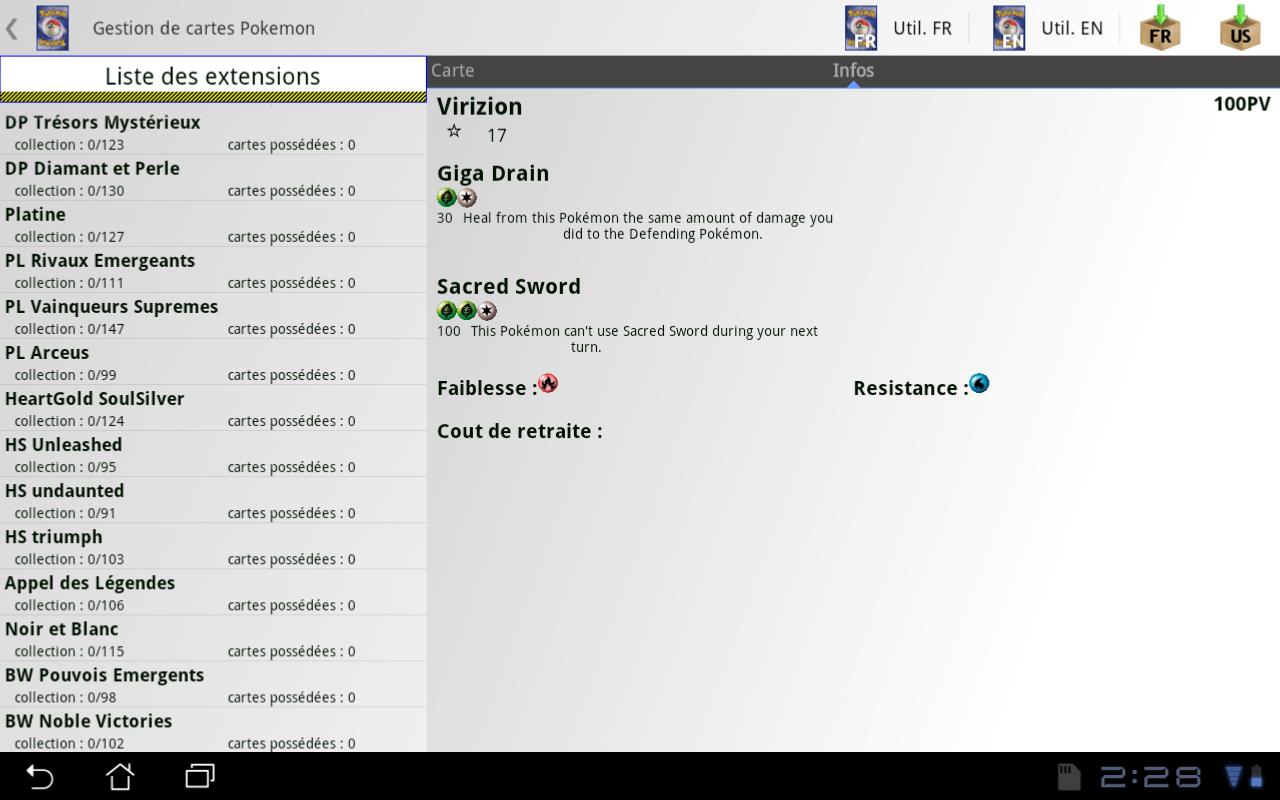 Gestion de cartes Pokemon
FR
Util. FR
EN
Util. EN
FR
US
Liste des extensions
DP Trésors Mystérieux
collection : 0/123 cartes possédées : 0
DP Diamant et Perle
collection : 0/130 cartes possédées : 0
Platine
collection : 0/127 cartes possédées : 0
PL Rivaux Emergeants
collection : 0/111 cartes possédées : 0
PL Vainqueurs Supremes
collection : 0/147 cartes possédées : 0
PL Arceus
collection : 0/99 cartes possédées : 0
HeartGold SoulSilver
collection : 0/124 cartes possédées : 0
HS Unleashed
collection : 0/95 cartes possédées : 0
HS undaunted
collection : 0/91 cartes possédées : 0
HS triumph
collection : 0/103 cartes possédées : 0
Appel des Légendes
collection : 0/106 cartes possédées : 0
Noir et Blanc
collection : 0/115 cartes possédées : 0
BW Pouvois Emergents
collection : 0/98 cartes possédées : 0
BW Noble Victories
collection : 0/102 cartes possédées : 0
Carte Infos
Virizion 100PV
17
Giga Drain
30 Heal from this Pokémon the same amount of damage you
did to the Defending Pokémon.
Sacred Sword
100 This Pokémon can't use Sacred Sword during your next
turn.
Faiblesse : Resistance :
Cout de retraite :
2:28